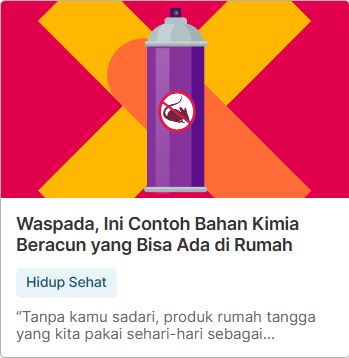 Waspada, Ini Contoh Bahan Kimia
Beracun yang Bisa Ada di Rumah
Hidup Sehat
“Tanpa kamu sadari, produk rumah tangga
yang kita pakai sehari-hari sebagai...